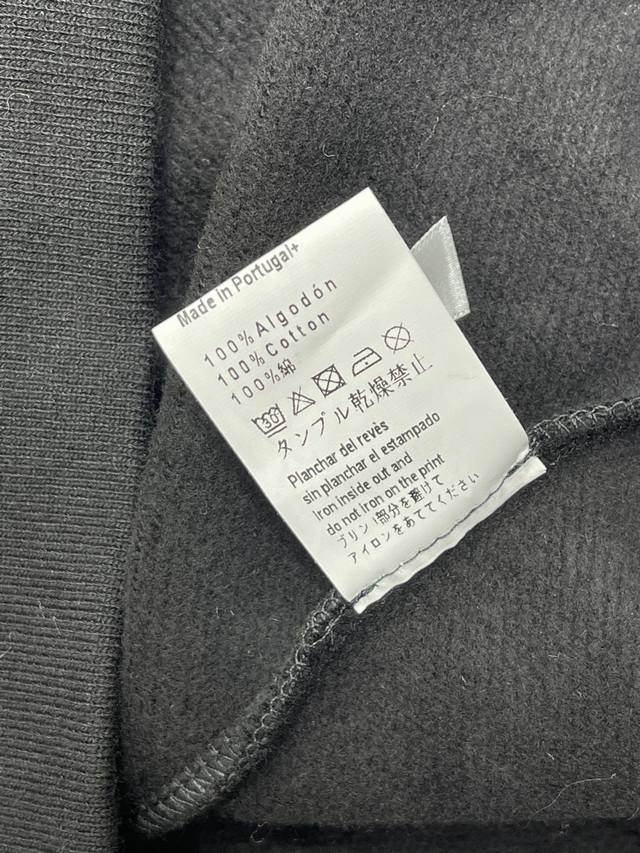 Made in Portugal+
100% Algodón
100% Cotton
100%綿
30
タンブル乾燥禁止
Planchar del revés
sin planchar el estampado
iron inside out and
do not iron on the print
プリント部分を避けて
アイロンをあててください